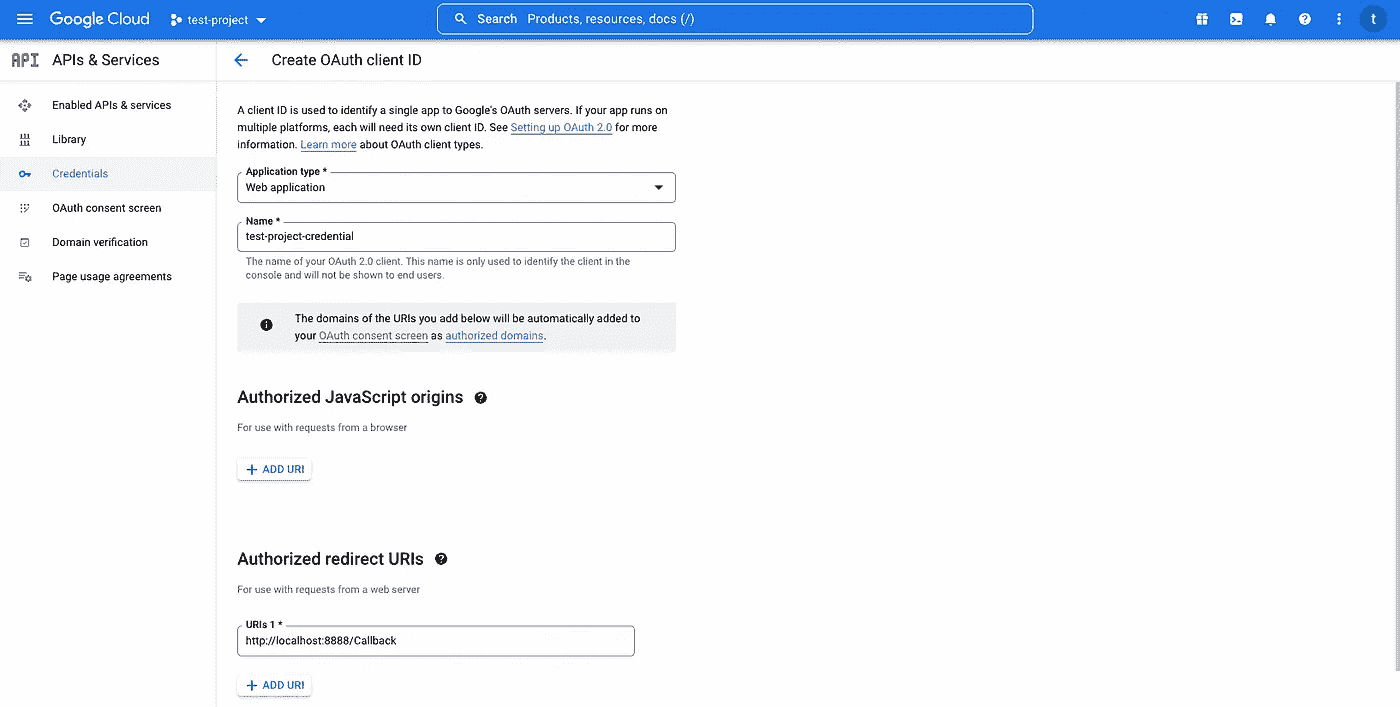 Google Cloud
test-project
Search Products, resources, docs (/)
t
API APIs & Services
Create OAuth client ID
Enabled APIs & services
Library
Credentials
OAuth consent screen
Domain verification
Page usage agreements
A client ID is used to identify a single app to Google's OAuth servers. If your app runs on
multiple platforms, each will need its own client ID. See Setting up OAuth 2.0 for more
information. Learn more about OAuth client types.
Application type *
Web application
Name *
test-project-credential
The name of your OAuth 2.0 client. This name is only used to identify the client in the
console and will not be shown to end users.
The domains of the URIs you add below will be automatically added to
your OAuth consent screen as authorized domains.
Authorized JavaScript origins
For use with requests from a browser
+ ADD URI
Authorized redirect URIs
For use with requests from a web server
URIs 1 *
http://localhost:8888/Callback
+ ADD URI